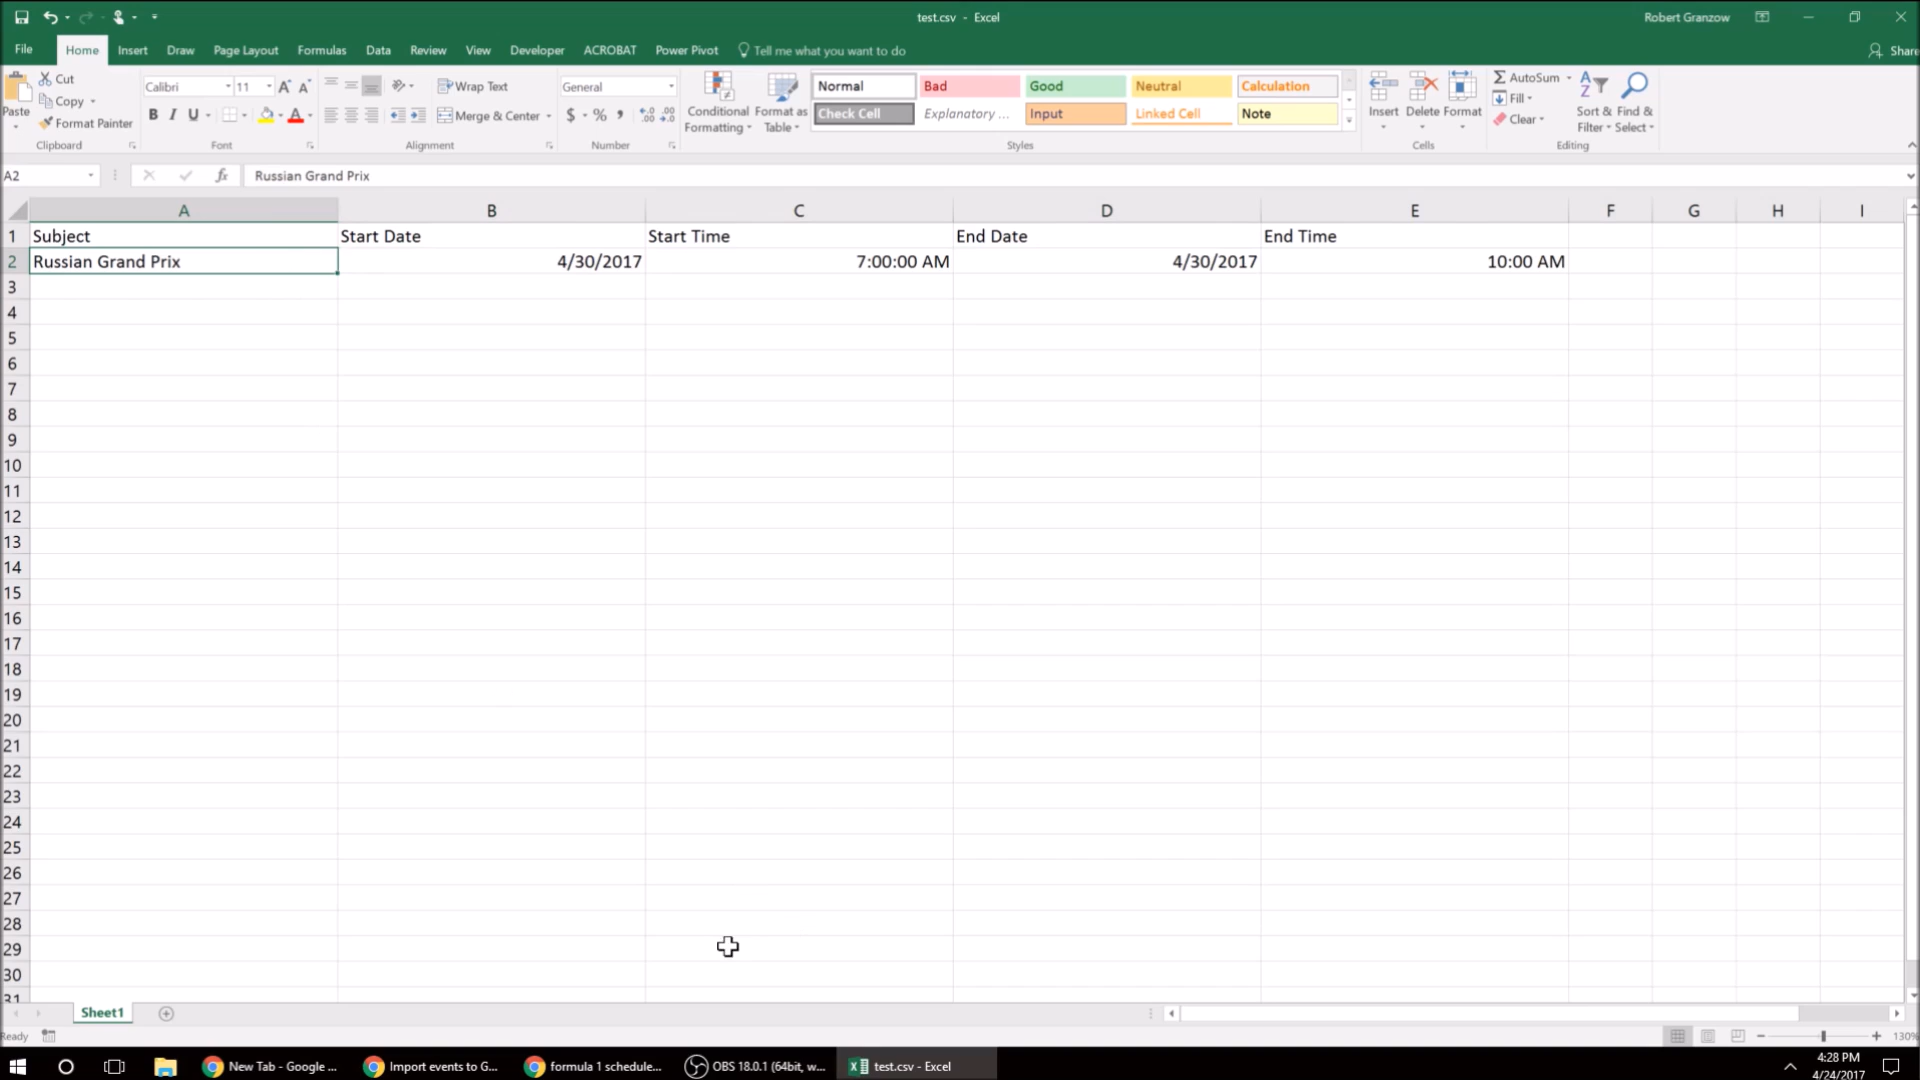 test.csv - Excel
Robert Granzow
File Home Insert Draw Page Layout Formulas Data Review View Developer ACROBAT Power Pivot Tell me what you want to do Share
Paste
Cut
Copy
Format Painter
Clipboard
Calibri 11
B I U
Font
Wrap Text
Merge & Center
Alignment
General
$ % ,
Number
Conditional Formatting
Format as Table
Normal Bad Good Neutral Calculation
Check Cell Explanatory ... Input Linked Cell Note
Styles
Insert Delete Format
Cells
AutoSum
Fill
Clear
Sort & Filter
Find & Select
Editing
A2 fx Russian Grand Prix
A B C D E F G H I
1 Subject Start Date Start Time End Date End Time
2 Russian Grand Prix 4/30/2017 7:00:00 AM 4/30/2017 10:00 AM
3
4
5
6
7
8
9
10
11
12
13
14
15
16
17
18
19
20
21
22
23
24
25
26
27
28
29
30
31
Sheet1
Ready
130%
New Tab - Google ... Import events to G... formula 1 schedule... OBS 18.0.1 (64bit, w... test.csv - Excel
4:28 PM
4/24/2017